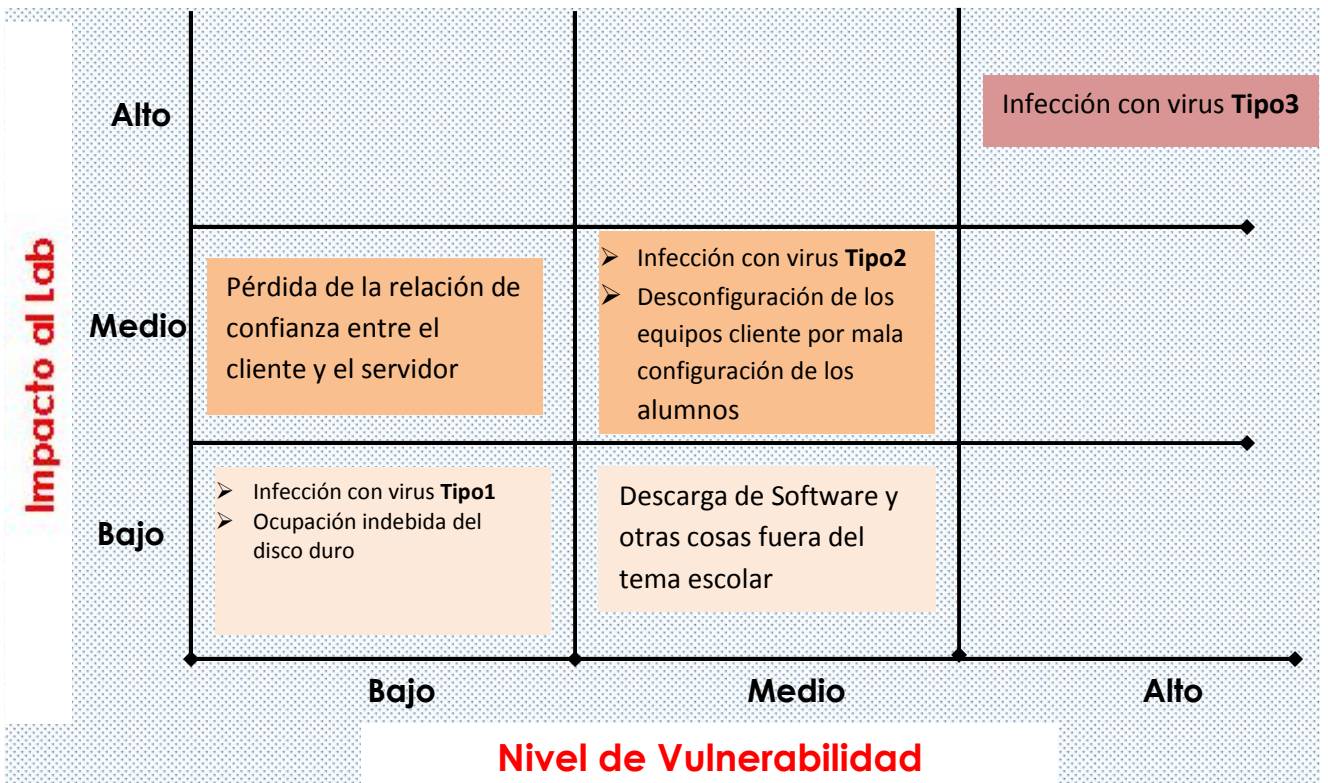 Impacto al Lab
Alto
Infección con virus Tipo3
Medio
Pérdida de la relación de
confianza entre el
cliente y el servidor
➢ Infección con virus Tipo2
➢ Desconfiguración de los
equipos cliente por mala
configuración de los
alumnos
Bajo
➢ Infección con virus Tipo1
➢ Ocupación indebida del
disco duro
Descarga de Software y
otras cosas fuera del
tema escolar
Bajo
Medio
Alto
Nivel de Vulnerabilidad